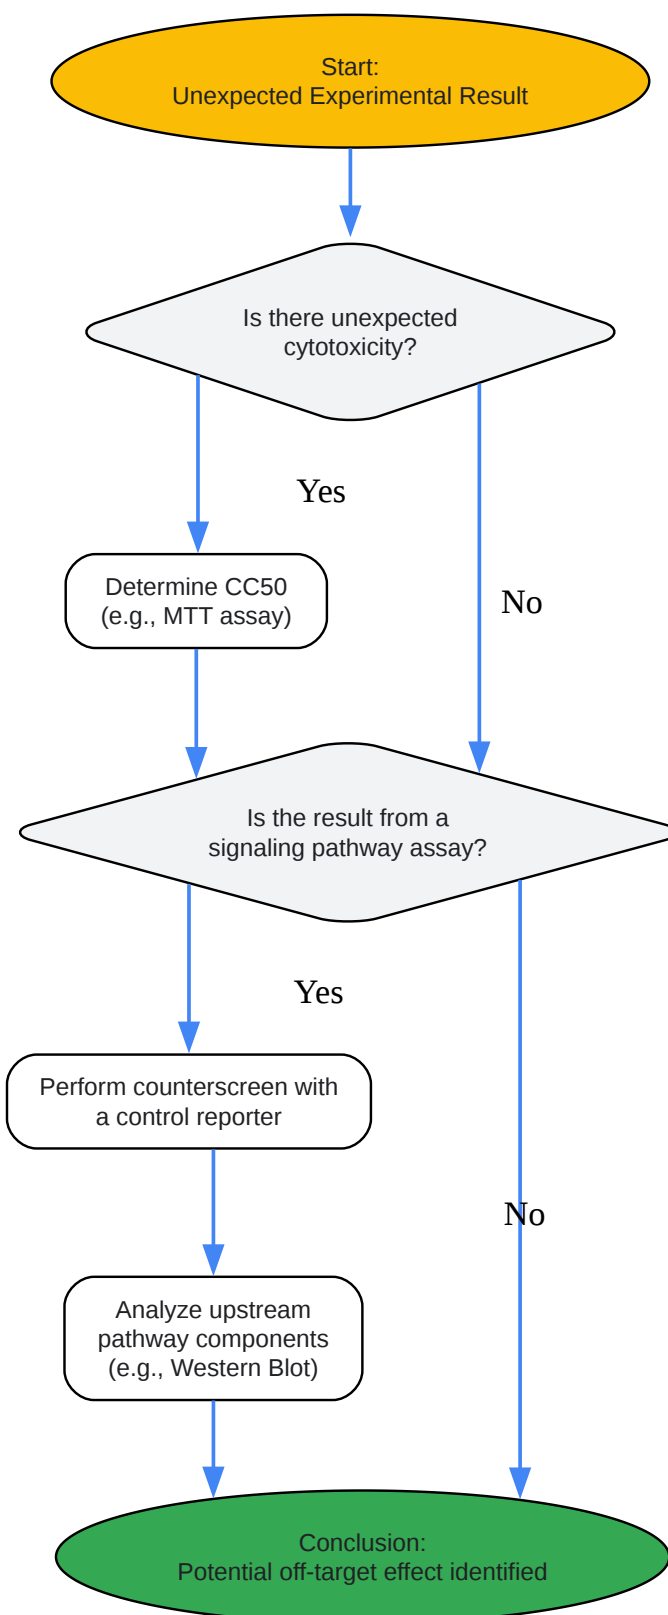 Start:
Unexpected Experimental Result
Is there unexpected
cytotoxicity?
Yes
Determine CC50
(e.g., MTT assay)
No
Is the result from a
signaling pathway assay?
Yes
Perform counterscreen with
a control reporter
No
Analyze upstream
pathway components
(e.g., Western Blot)
Conclusion:
Potential off-target effect identified